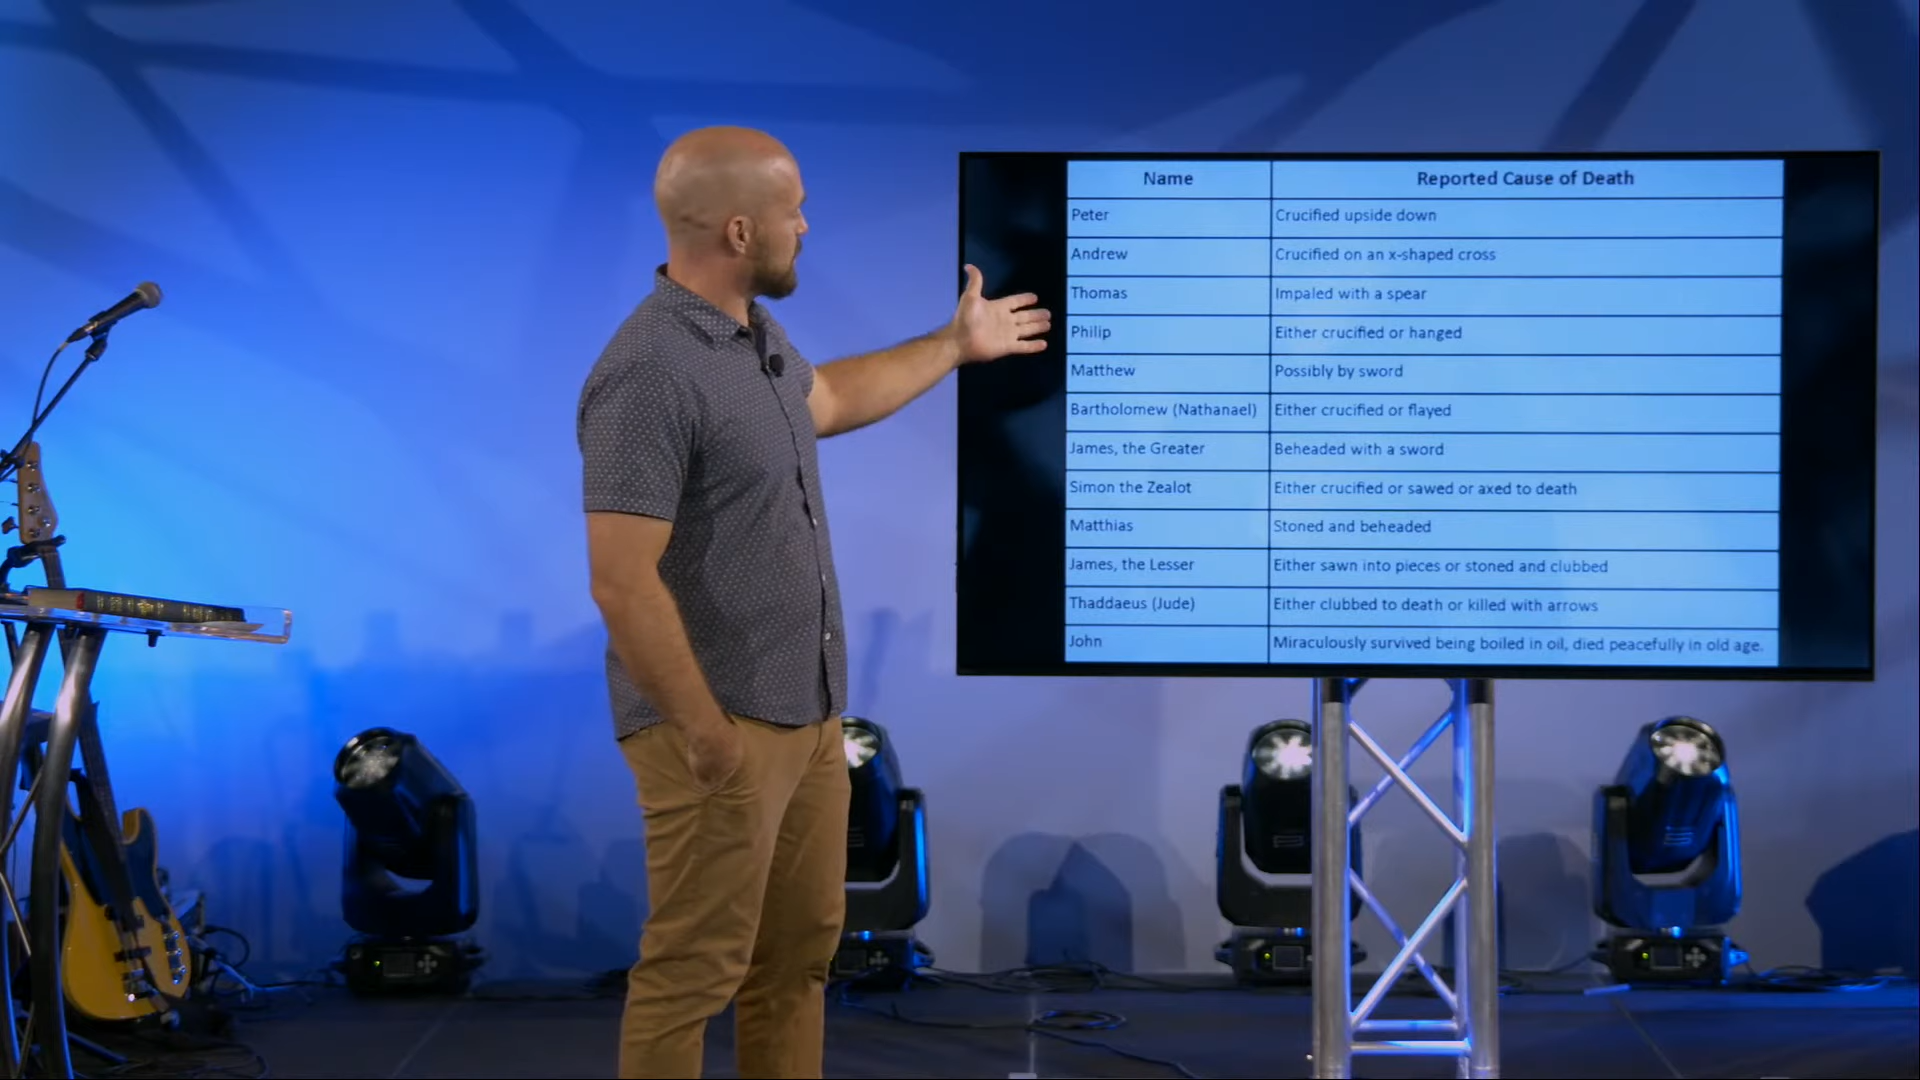 Name Reported Cause of Death
Peter Crucified upside down
Andrew Crucified on an x-shaped cross
Thomas Impaled with a spear
Philip Either crucified or hanged
Matthew Possibly by sword
Bartholomew (Nathanael) Either crucified or flayed
James, the Greater Beheaded with a sword
Simon the Zealot Either crucified or sawed or axed to death
Matthias Stoned and beheaded
James, the Lesser Either sawn into pieces or stoned and clubbed
Thaddaeus (Jude) Either clubbed to death or killed with arrows
John Miraculously survived being boiled in oil, died peacefully in old age.